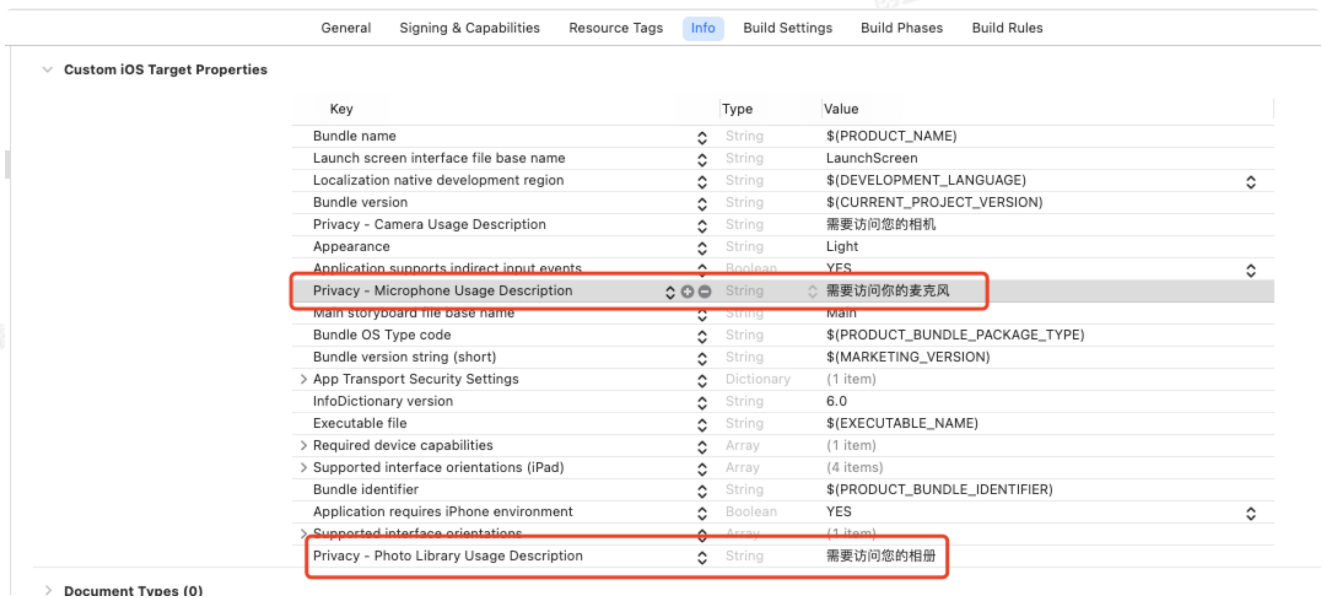 General Signing & Capabilities Resource Tags Info Build Settings Build Phases Build Rules
Custom iOS Target Properties
Key Type Value
Bundle name String $(PRODUCT_NAME)
Launch screen interface file base name String LaunchScreen
Localization native development region String $(DEVELOPMENT_LANGUAGE)
Bundle version String $(CURRENT_PROJECT_VERSION)
Privacy - Camera Usage Description String 需要访问您的相机
Appearance String Light
Application supports indirect input events Boolean YES
Privacy - Microphone Usage Description String 需要访问你的麦克风
Main storyboard file base name String Main
Bundle OS Type code String $(PRODUCT_BUNDLE_PACKAGE_TYPE)
Bundle version string (short) String $(MARKETING_VERSION)
App Transport Security Settings Dictionary (1 item)
InfoDictionary version String 6.0
Executable file String $(EXECUTABLE_NAME)
Required device capabilities Array (1 item)
Supported interface orientations (iPad) Array (4 items)
Bundle identifier String $(PRODUCT_BUNDLE_IDENTIFIER)
Application requires iPhone environment Boolean YES
Supported interface orientations Array (1 item)
Privacy - Photo Library Usage Description String 需要访问您的相册
Document Types (0)